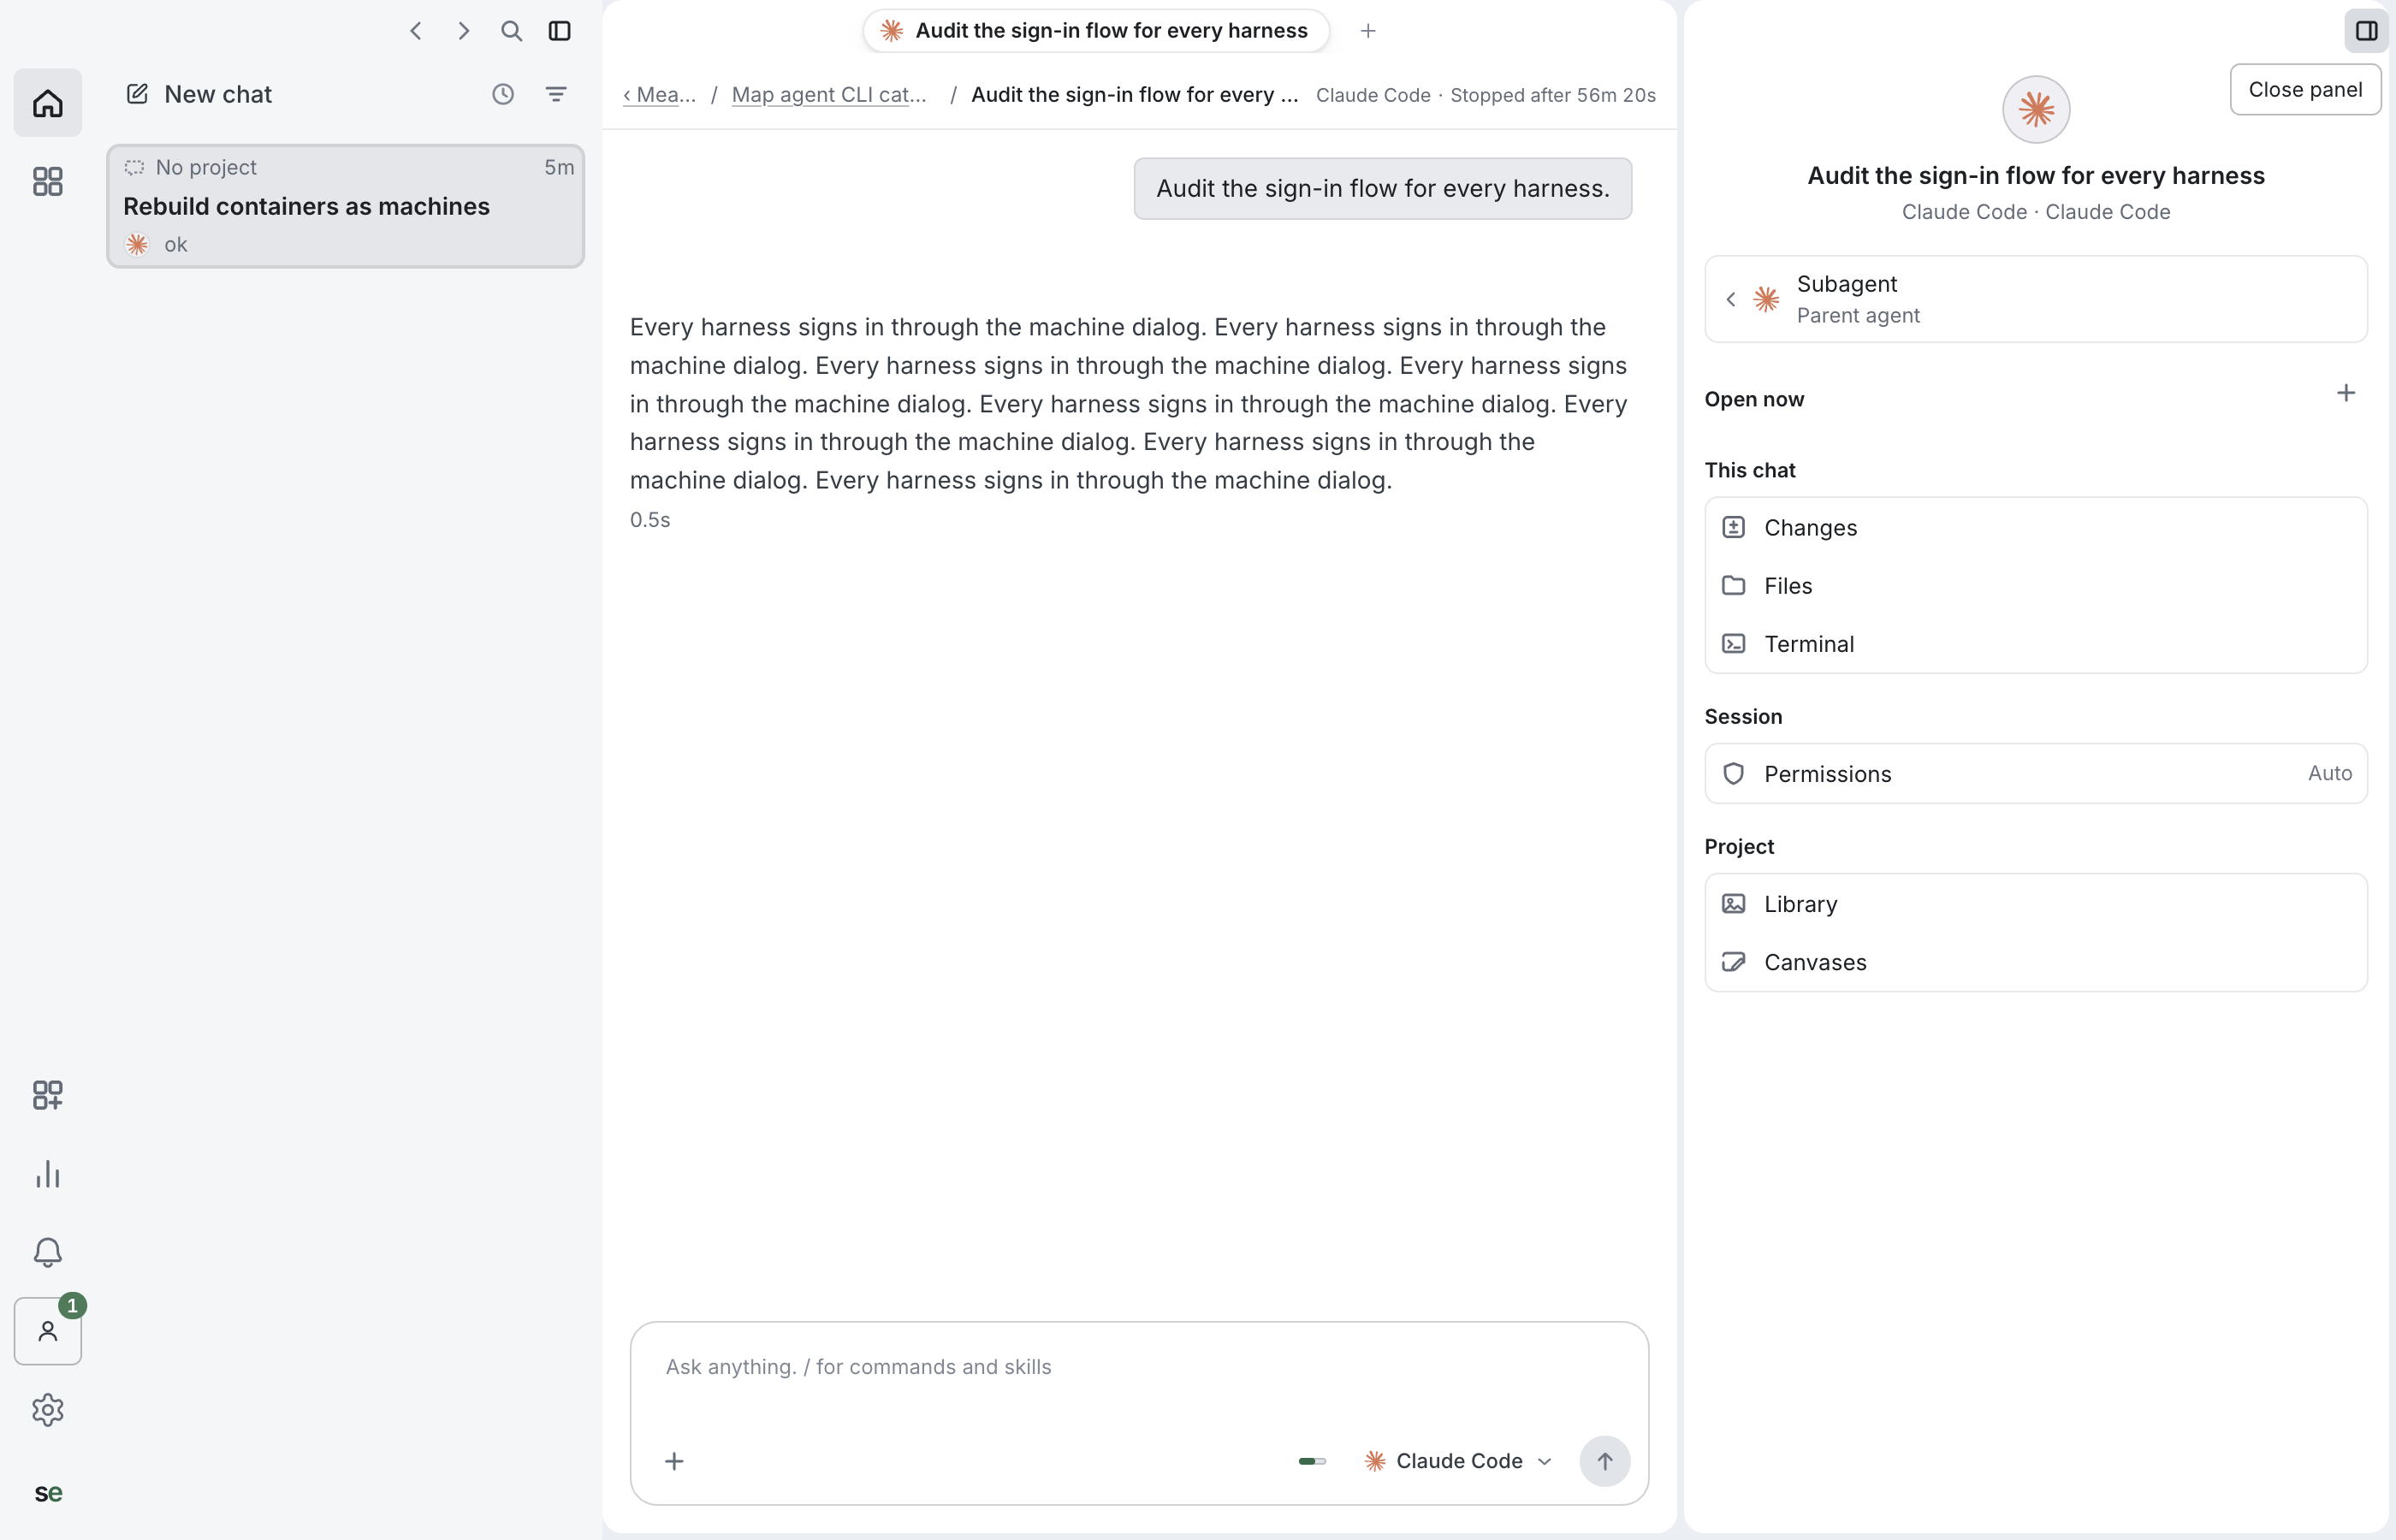 New chat
No project
5m
Rebuild containers as machines
ok
1
se
Audit the sign-in flow for every harness
‹ Mea... / Map agent CLI cat... / Audit the sign-in flow for every ... Claude Code · Stopped after 56m 20s
Audit the sign-in flow for every harness.
Every harness signs in through the machine dialog. Every harness signs in through the
machine dialog. Every harness signs in through the machine dialog. Every harness signs
in through the machine dialog. Every harness signs in through the machine dialog. Every
harness signs in through the machine dialog. Every harness signs in through the
machine dialog. Every harness signs in through the machine dialog.
0.5s
Ask anything. / for commands and skills
Claude Code
Close panel
Audit the sign-in flow for every harness
Claude Code · Claude Code
Subagent
Parent agent
Open now
This chat
Changes
Files
Terminal
Session
Permissions
Auto
Project
Library
Canvases